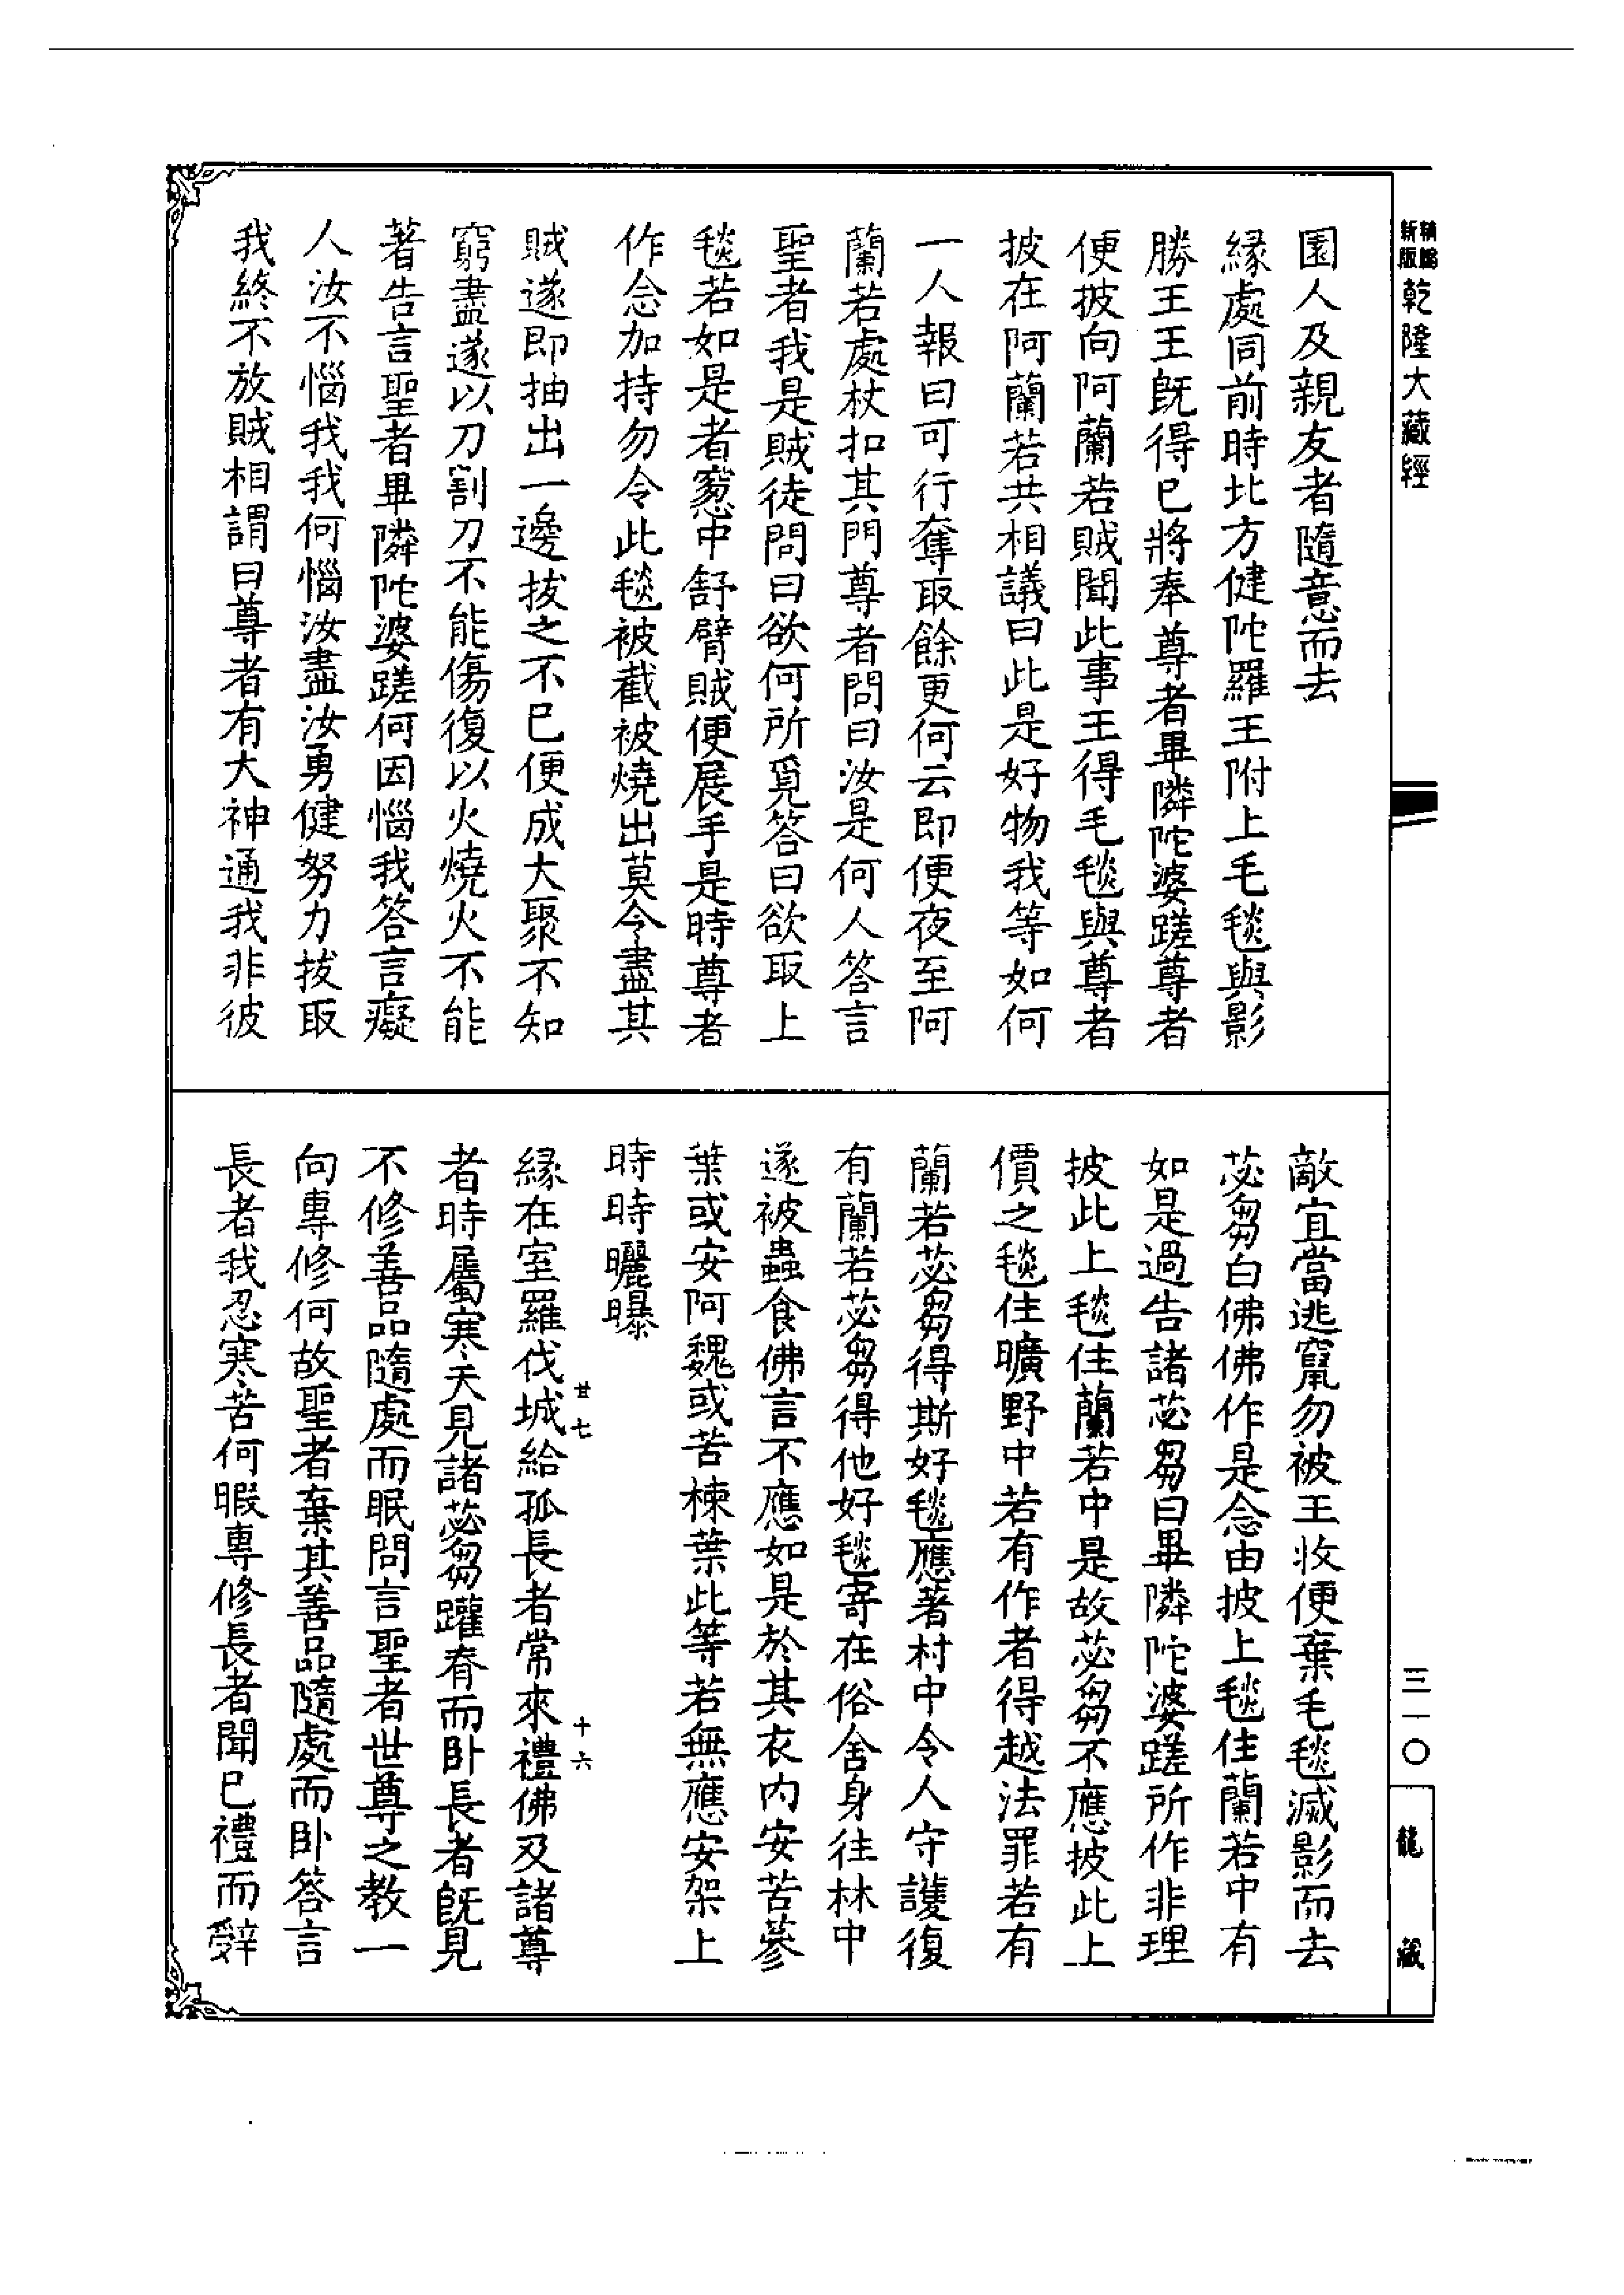 新版
乾隆大藏經
三一〇
龍藏
園人及親友者隨意而去
緣處同前時北方健陀羅王附上毛毯與影
勝王王既得已將奉尊者畢隣陀婆蹉尊者
便披向阿蘭若賊聞此事王得毛毯與尊者
披在阿蘭若共相議曰此是好物我等如何
一人報曰可行奪取餘更何云即便夜至阿
蘭若處杖扣其門尊者問曰汝是何人答言
聖者我是賊徒問曰欲何所覓答曰欲取上
毯若如是者窻中舒臂賊便展手是時尊者
作念加持勿令此毯被截被燒出莫令盡其
賊遂即抽出一邊拔之不已便成大聚不知
窮盡遂以刀割刀不能傷復以火燒火不能
著告言聖者畢隣陀婆蹉何因惱我答言癡
人汝不惱我我何惱汝盡汝勇健努力拔取
我終不放賊相謂曰尊者有大神通我非彼
敵宜當逃竄勿被王收便棄毛毯滅影而去
苾芻白佛佛作是念由披上毯住蘭若中有
如是過告諸苾芻曰畢隣陀婆蹉所作非理
披此上毯住蘭若中是故苾芻不應披此上
價之毯住曠野中若有作者得越法罪若有
蘭若苾芻得斯好毯應著村中令人守護復
有蘭若苾芻得他好毯寄在俗舍身往林中
遂被蟲食佛言不應如是於其衣内安苦蔘
葉或安阿魏或苦楝葉此等若無應安架上
時時曬曝
廿七　十六
緣在室羅伐城給孤長者常來禮佛及諸尊
者時屬寒天見諸苾芻踡脊而卧長者既見
不修善品隨處而眠問言聖者世尊之教一
向專修何故聖者棄其善品隨處而卧答言
長者我忍寒苦何暇專修長者聞已禮而辭